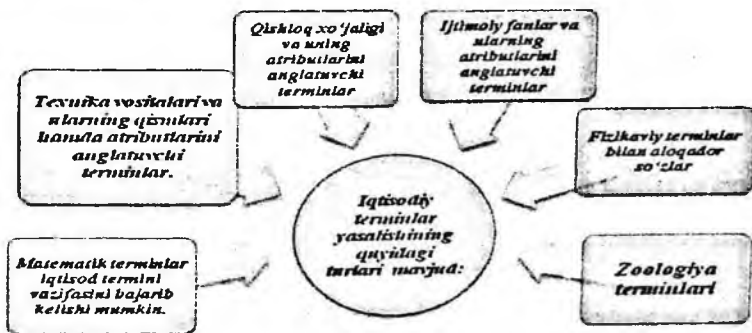 Qishloq xo‘jaligi
va uning
atributlarini
anglatuvchi
terminlar
Ijtimoiy fanlar va
ularning
atributlarini
anglatuvchi
terminlar
Texnika vositalari va
ularning qismlari
hamda atributlarini
anglatuvchi
terminlar.
Fizikaviy terminlar
bilan aloqador
so‘zlar
Iqtisodiy
terminlar
yasalishining
quyidagi
turlari mavjud:
Matematik terminlar
iqtisod termini
vazifasini bajarib
kelishi mumkin.
Zoologiya
terminlari